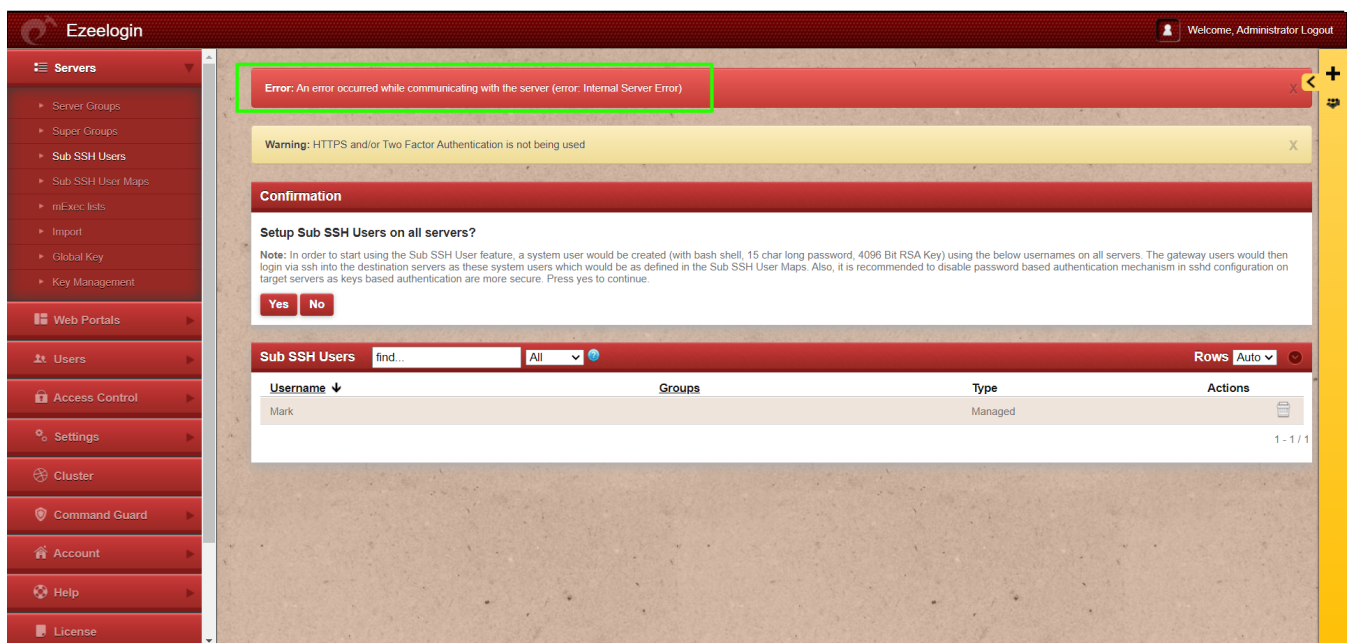 Ezeelogin
Welcome, Administrator Logout
Servers
Server Groups
Super Groups
Sub SSH Users
Sub SSH User Maps
mExec lists
Import
Global Key
Key Management
Web Portals
Users
Access Control
Settings
Cluster
Command Guard
Account
Help
License
Error: An error occurred while communicating with the server (error: Internal Server Error)
X
Warning: HTTPS and/or Two Factor Authentication is not being used
X
Confirmation
Setup Sub SSH Users on all servers?
Note: In order to start using the Sub SSH User feature, a system user would be created (with bash shell, 15 char long password, 4096 Bit RSA Key) using the below usernames on all servers. The gateway users would then
login via ssh into the destination servers as these system users which would be as defined in the Sub SSH User Maps. Also, it is recommended to disable password based authentication mechanism in sshd configuration on
target servers as keys based authentication are more secure. Press yes to continue.
Yes No
Sub SSH Users find... All Rows Auto
Username Groups Type Actions
Mark Managed
1 - 1 / 1